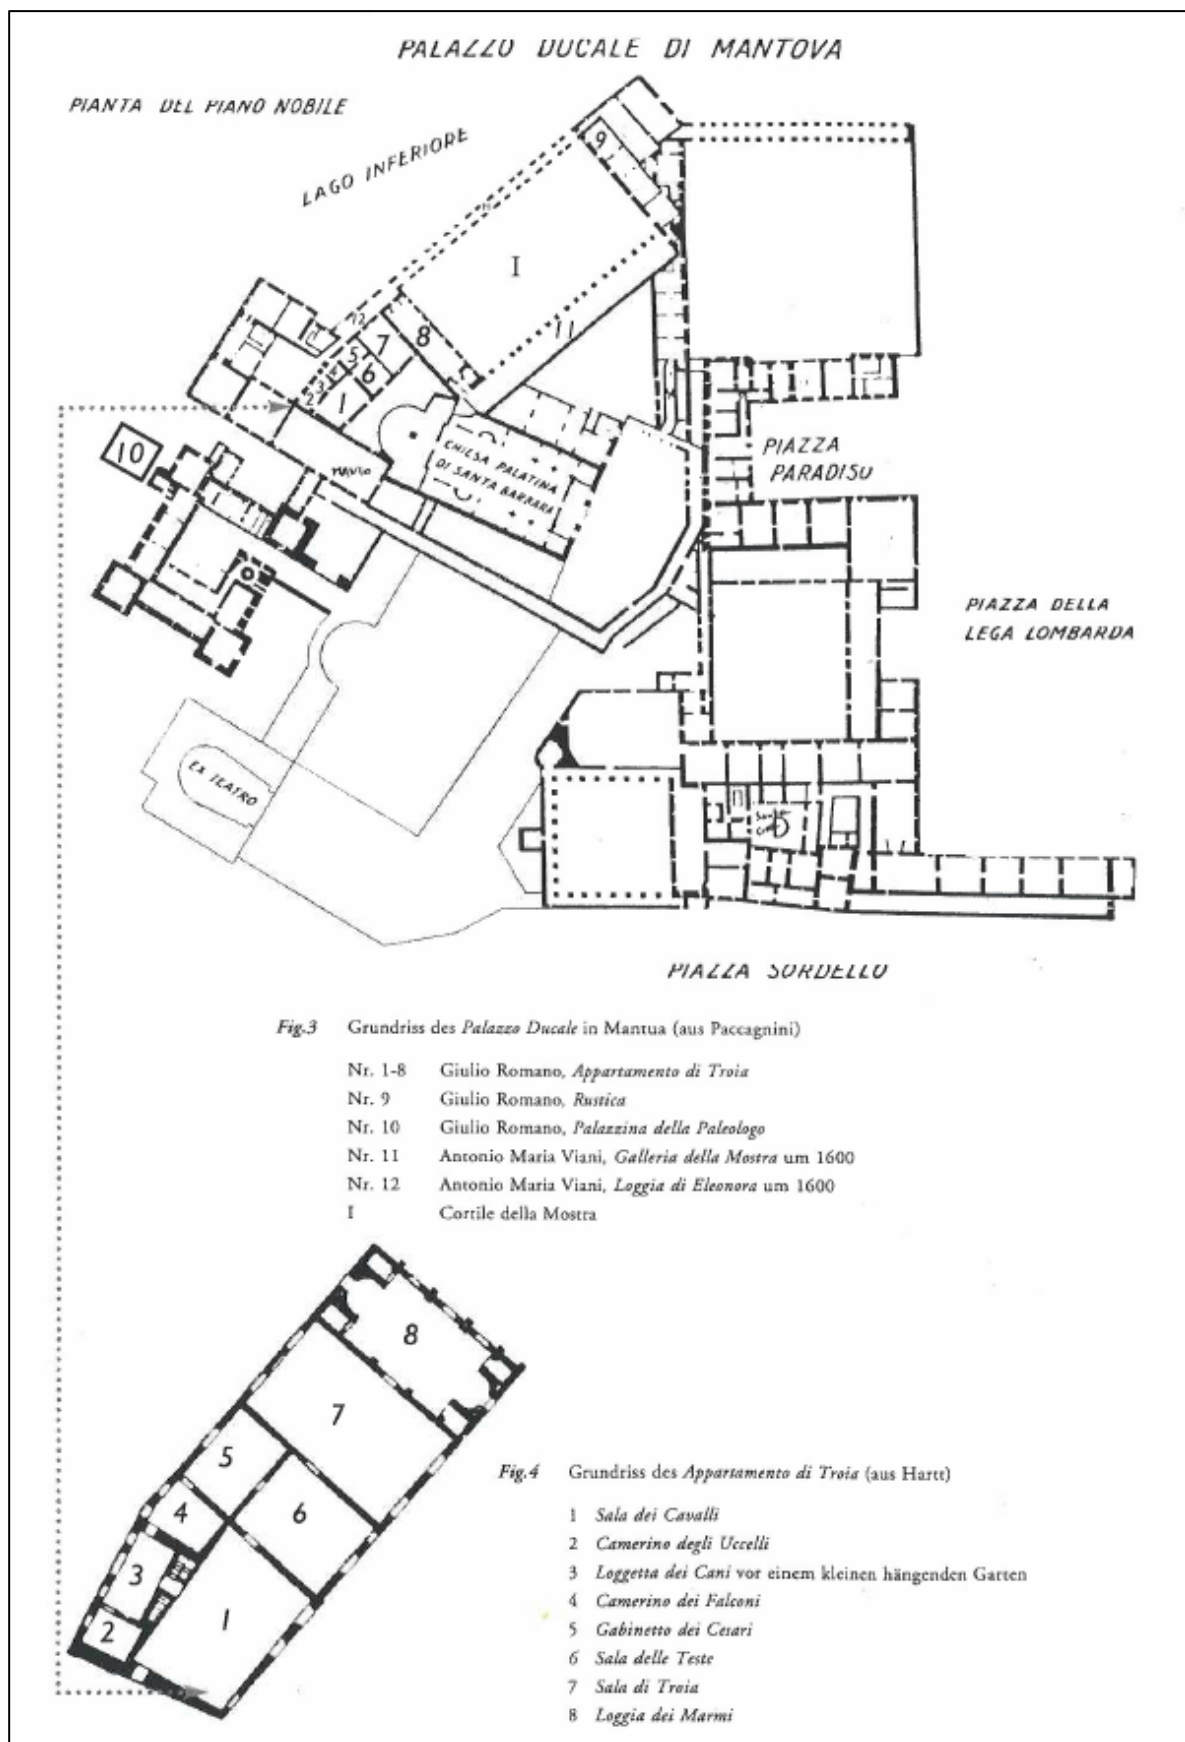 PALAZZO DUCALE DI MANTOVA
PIANTA DEL PIANO NOBILE
LAGO INFERIORE
9
I
11
12
8
7
5
6
4
3
2
1
10
CHIESA PALATINA
DI SANTA BARBARA
PIAZZA
PARADISO
PIAZZA DELLA
LEGA LOMBARDA
EX TEATRO
PIAZZA SORDELLO
Fig.3 Grundriss des Palazzo Ducale in Mantua (aus Paccagnini)
Nr. 1-8 Giulio Romano, Appartamento di Troia
Nr. 9 Giulio Romano, Rustica
Nr. 10 Giulio Romano, Palazzina della Paleologo
Nr. 11 Antonio Maria Viani, Galleria della Mostra um 1600
Nr. 12 Antonio Maria Viani, Loggia di Eleonora um 1600
I Cortile della Mostra
8
7
5
6
4
3
1
2
Fig.4 Grundriss des Appartamento di Troia (aus Hartt)
1 Sala dei Cavalli
2 Camerino degli Uccelli
3 Loggetta dei Cani vor einem kleinen hängenden Garten
4 Camerino dei Falconi
5 Gabinetto dei Cesari
6 Sala delle Teste
7 Sala di Troia
8 Loggia dei Marmi